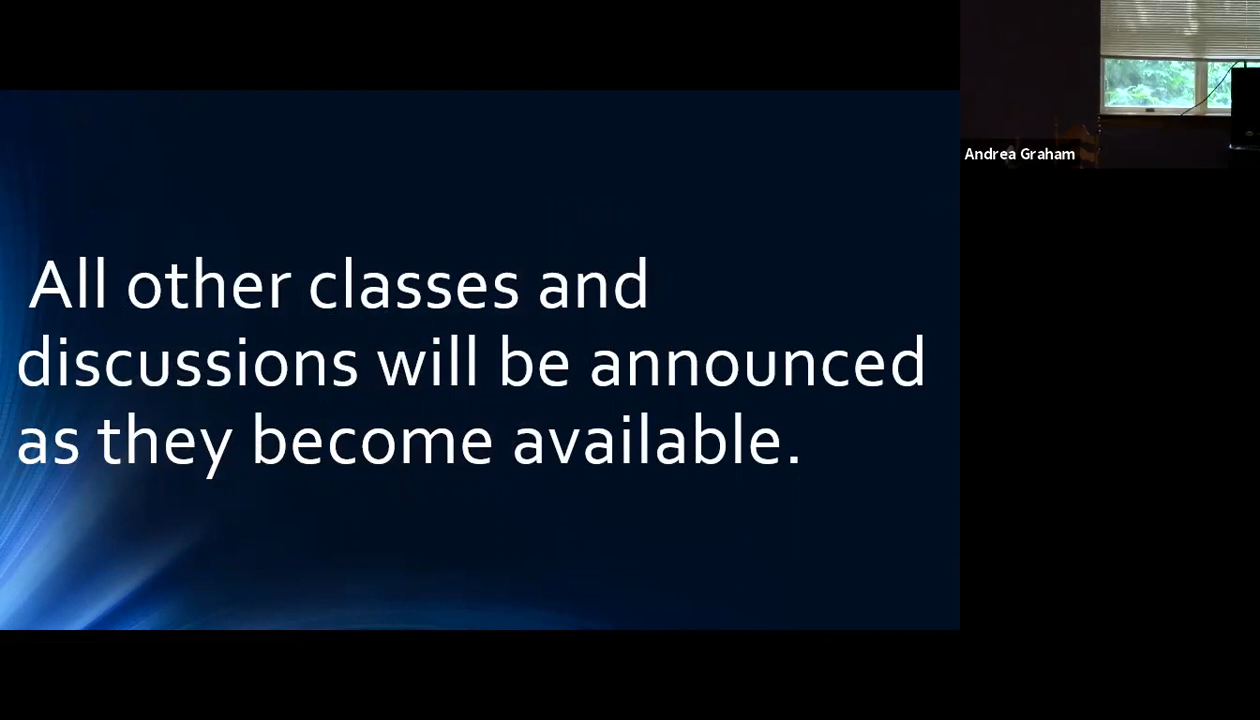 All other classes and
discussions will be announced
as they become available.
Andrea Graham